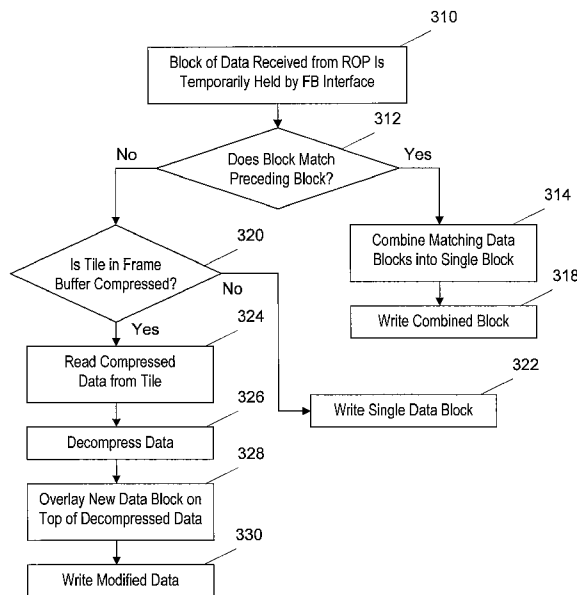 310
Block of Data Received from ROP Is
Temporarily Held by FB Interface
312
No
Yes
Does Block Match
Preceding Block?
314
Combine Matching Data
Blocks into Single Block
320
Is Tile in Frame
Buffer Compressed?
No
318
Write Combined Block
Yes
324
Read Compressed
Data from Tile
322
Write Single Data Block
326
Decompress Data
328
Overlay New Data Block on
Top of Decompressed Data
330
Write Modified Data